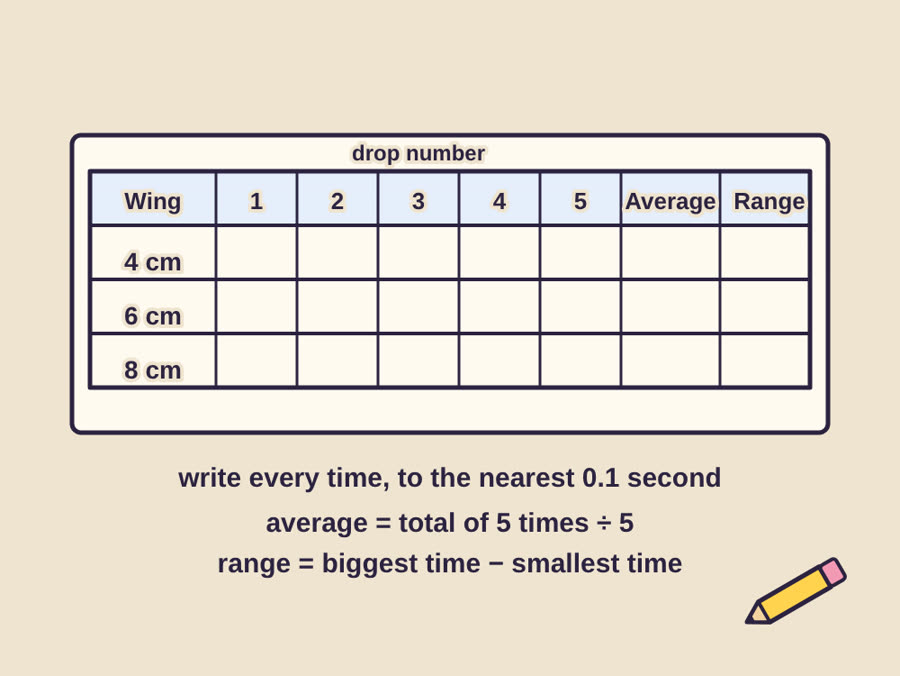 drop number
Wing 1 2 3 4 5 Average Range
4 cm
6 cm
8 cm
write every time, to the nearest 0.1 second
average = total of 5 times ÷ 5
range = biggest time − smallest time